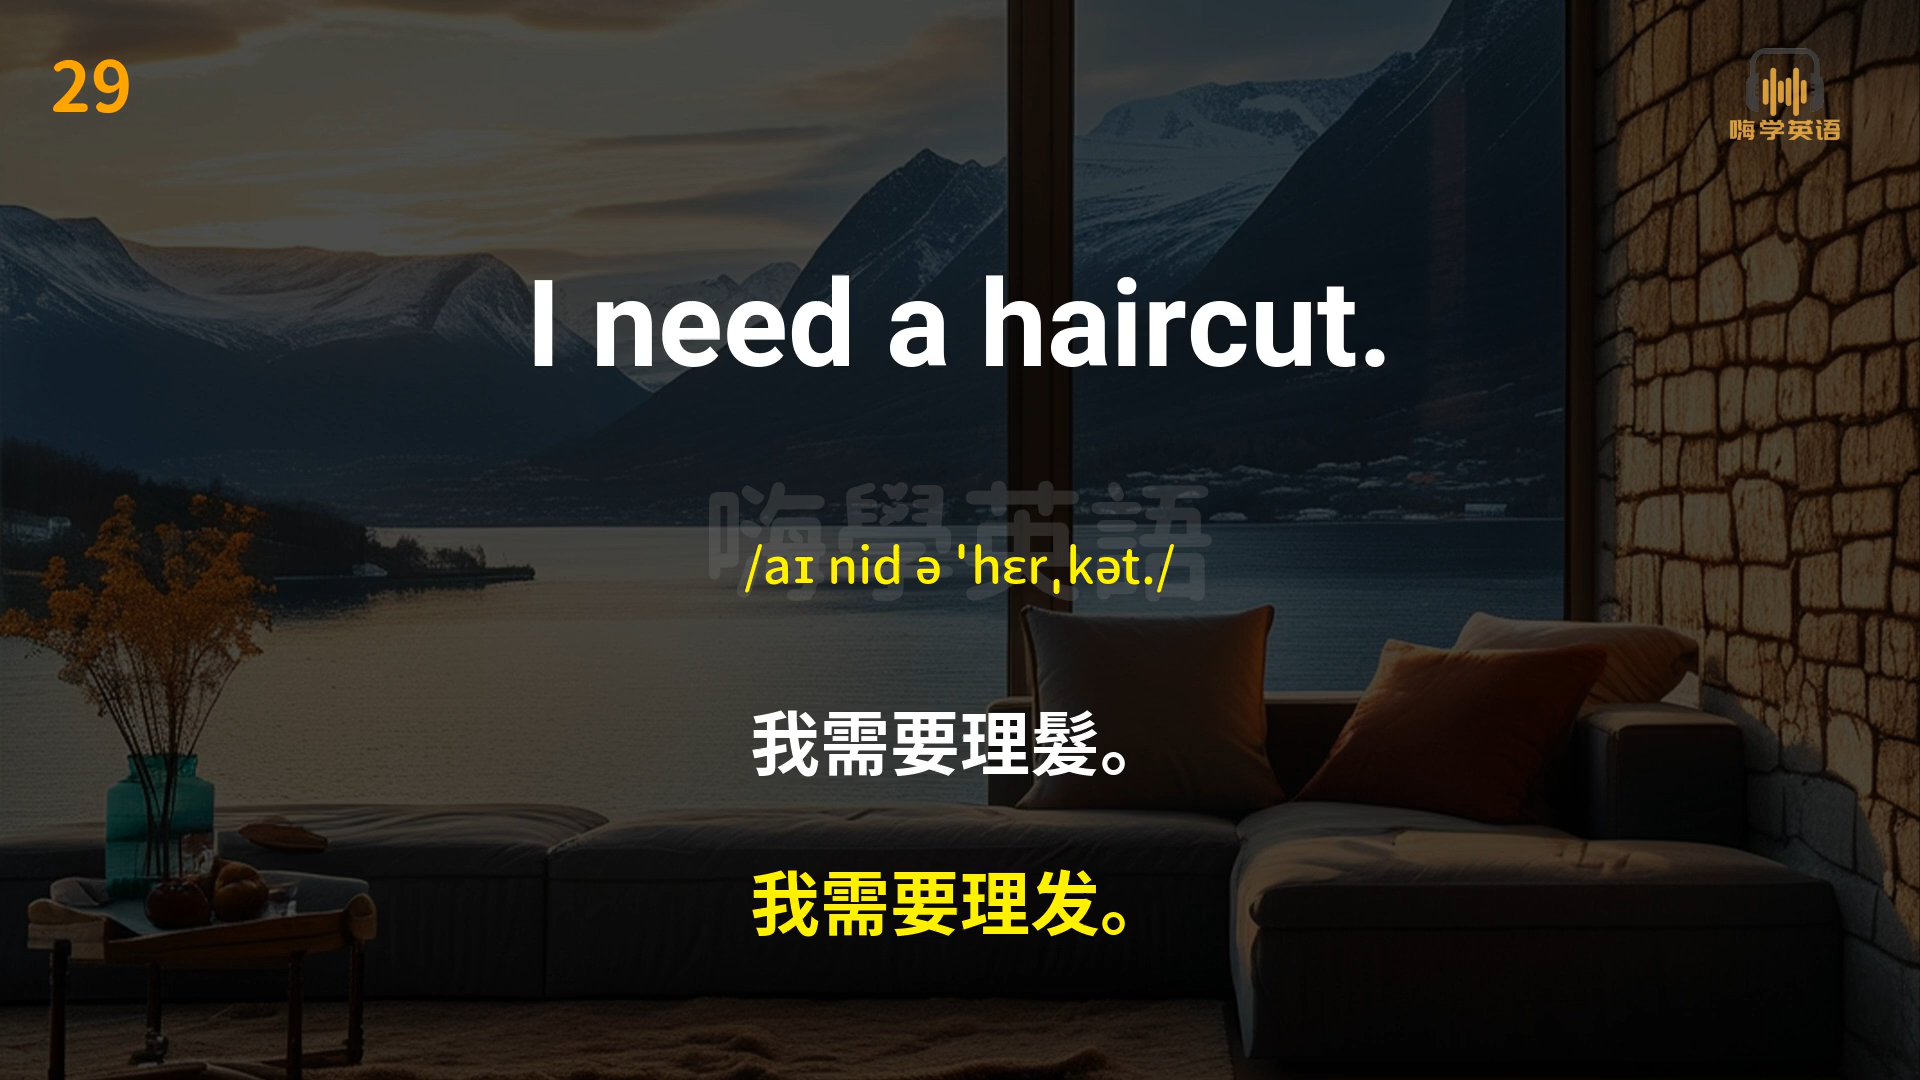 29
嗨学英语
I need a haircut.
嗨學英語
/aɪ nid ə ˈhɛrˌkət./
我需要理髮。
我需要理发。